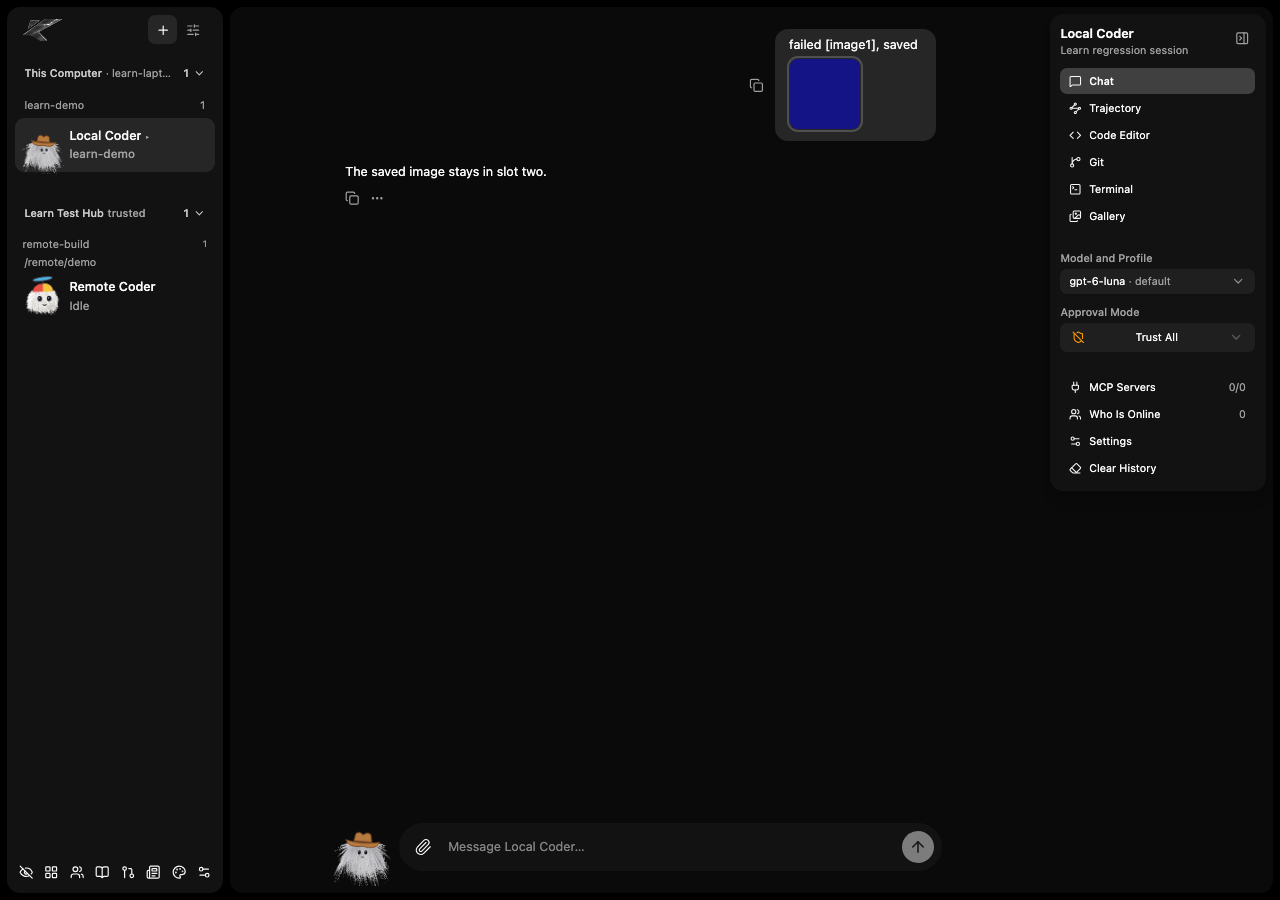 This Computer · learn-lapt... 1
learn-demo 1
Local Coder
learn-demo
Learn Test Hub trusted 1
remote-build 1
/remote/demo
Remote Coder
Idle
failed [image1], saved
The saved image stays in slot two.
Message Local Coder...
Local Coder
Learn regression session
Chat
Trajectory
Code Editor
Git
Terminal
Gallery
Model and Profile
gpt-6-luna · default
Approval Mode
Trust All
MCP Servers 0/0
Who Is Online 0
Settings
Clear History